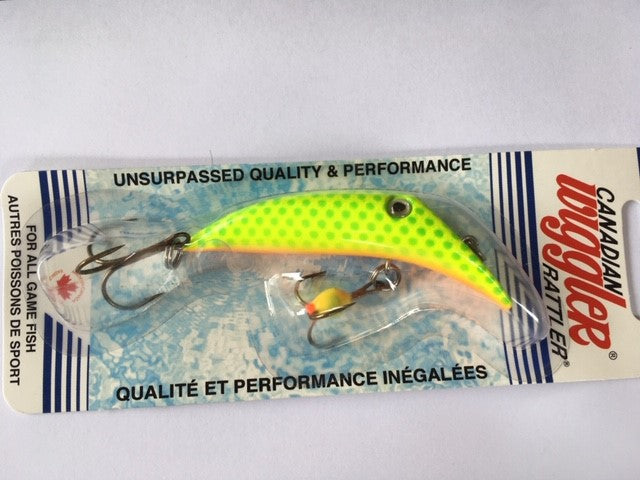 UNSURPASSED QUALITY & PERFORMANCE
FOR ALL GAME FISH
AUTRES POISSONS DE SPORT
CANADIAN
Wiggler®
RATTLER®
QUALITÉ ET PERFORMANCE INÉGALÉES